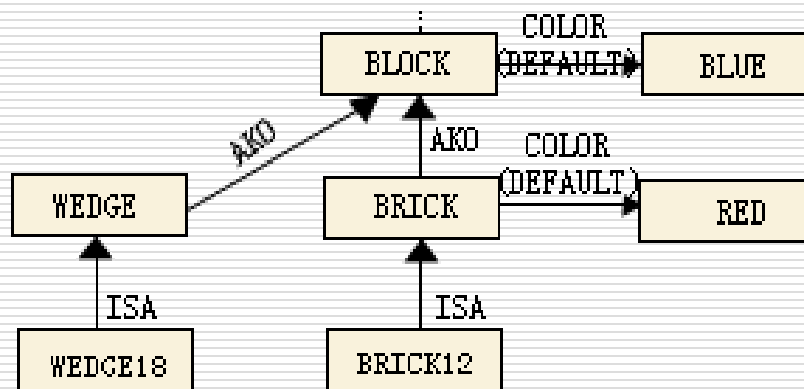 COLOR
BLOCK (DEFAULT) BLUE
AKO AKO COLOR
(DEFAULT)
WEDGE BRICK RED
ISA ISA
WEDGE18 BRICK12